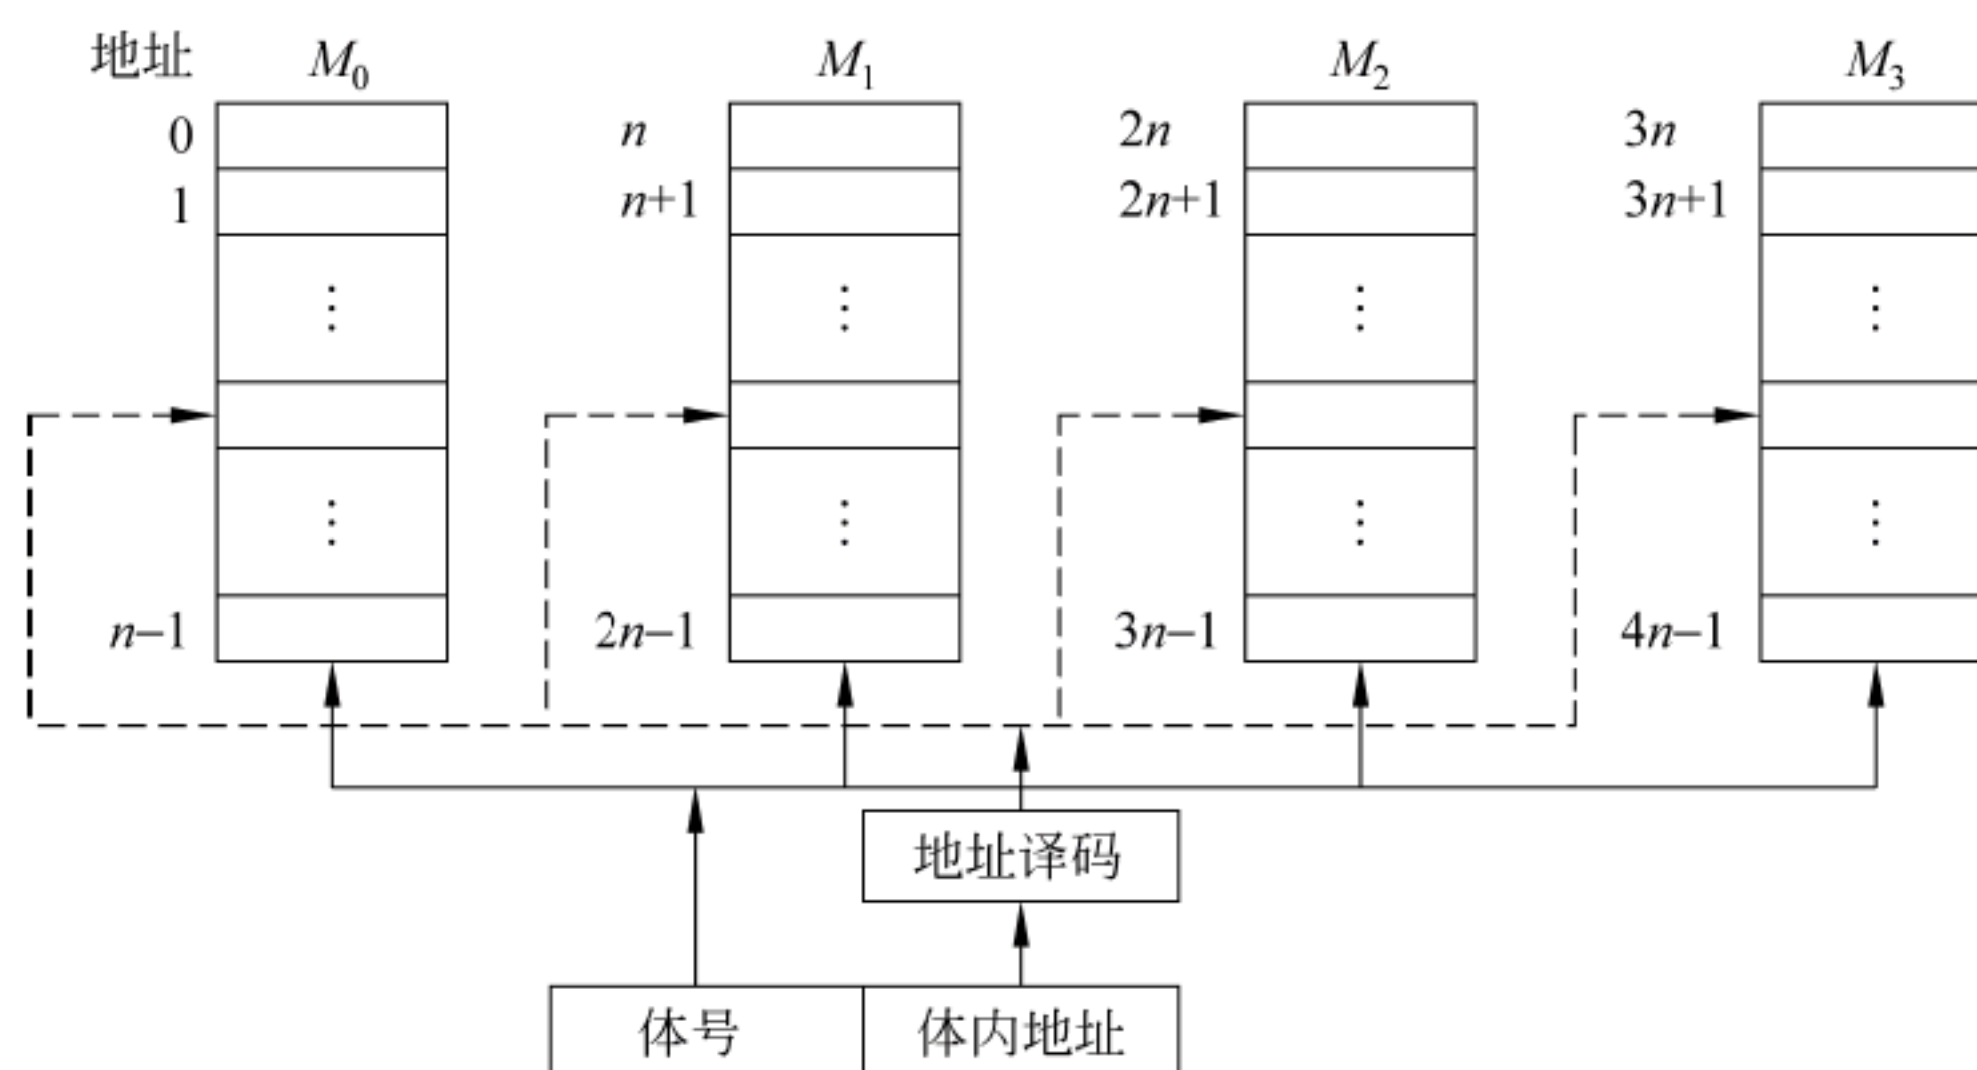 地址 M₀ M₁ M₂ M₃
0 n 2n 3n
1 n+1 2n+1 3n+1
⋮ ⋮ ⋮ ⋮
⋮ ⋮ ⋮ ⋮
n−1 2n−1 3n−1 4n−1
地址译码
体号 体内地址